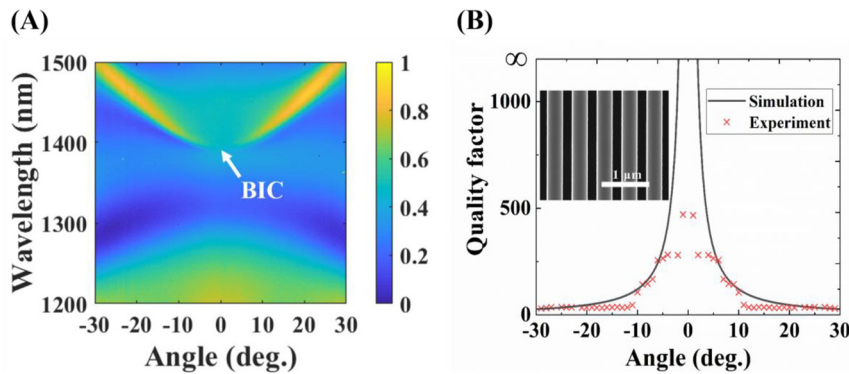 (A)
Wavelength (nm)
1500
1400
1300
1200
BIC
-30 -20 -10 0 10 20 30
Angle (deg.)
1
0.8
0.6
0.4
0.2
0
(B)
Quality factor
∞
1000
500
0
1 µm
Simulation
Experiment
-30 -20 -10 0 10 20 30
Angle (deg.)